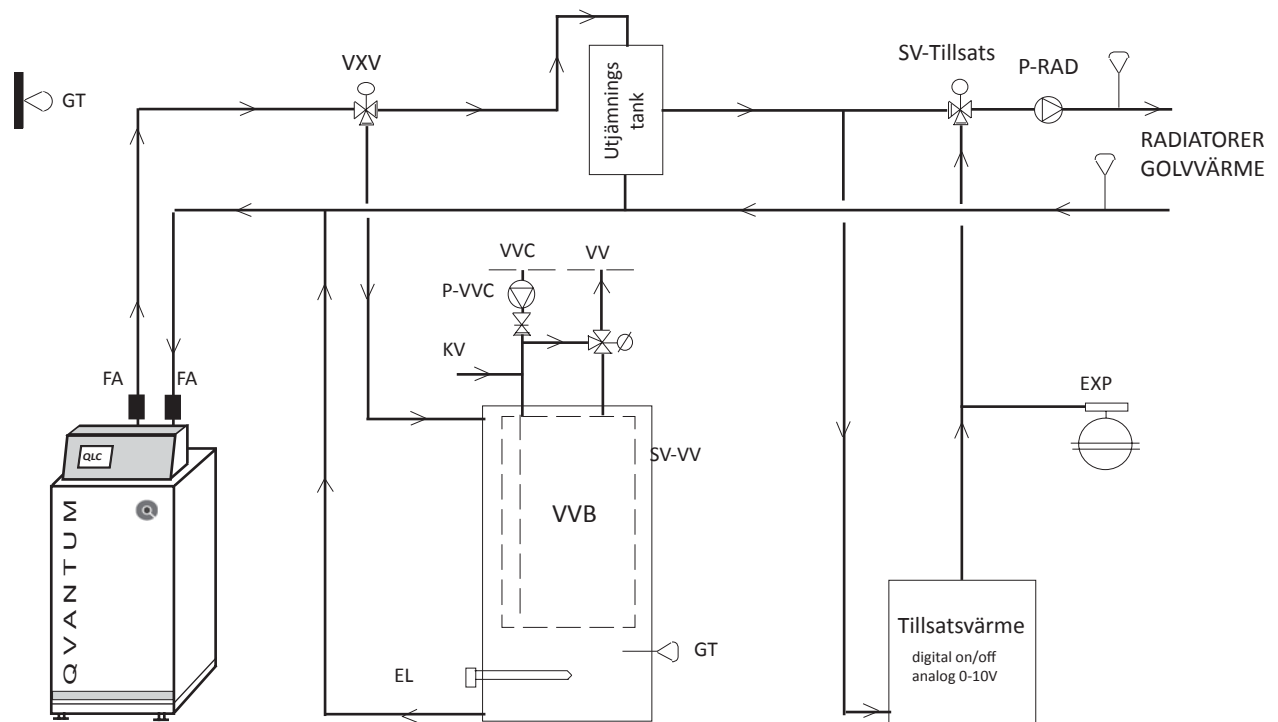 GT
VXV
Utjämnings
tank
SV-Tillsats
P-RAD
RADIATORER
GOLVVÄRME
VVC
VV
P-VVC
KV
FA
FA
EXP
QLC
QVANTUM
SV-VV
VVB
GT
EL
Tillsatsvärme
digital on/off
analog 0-10V